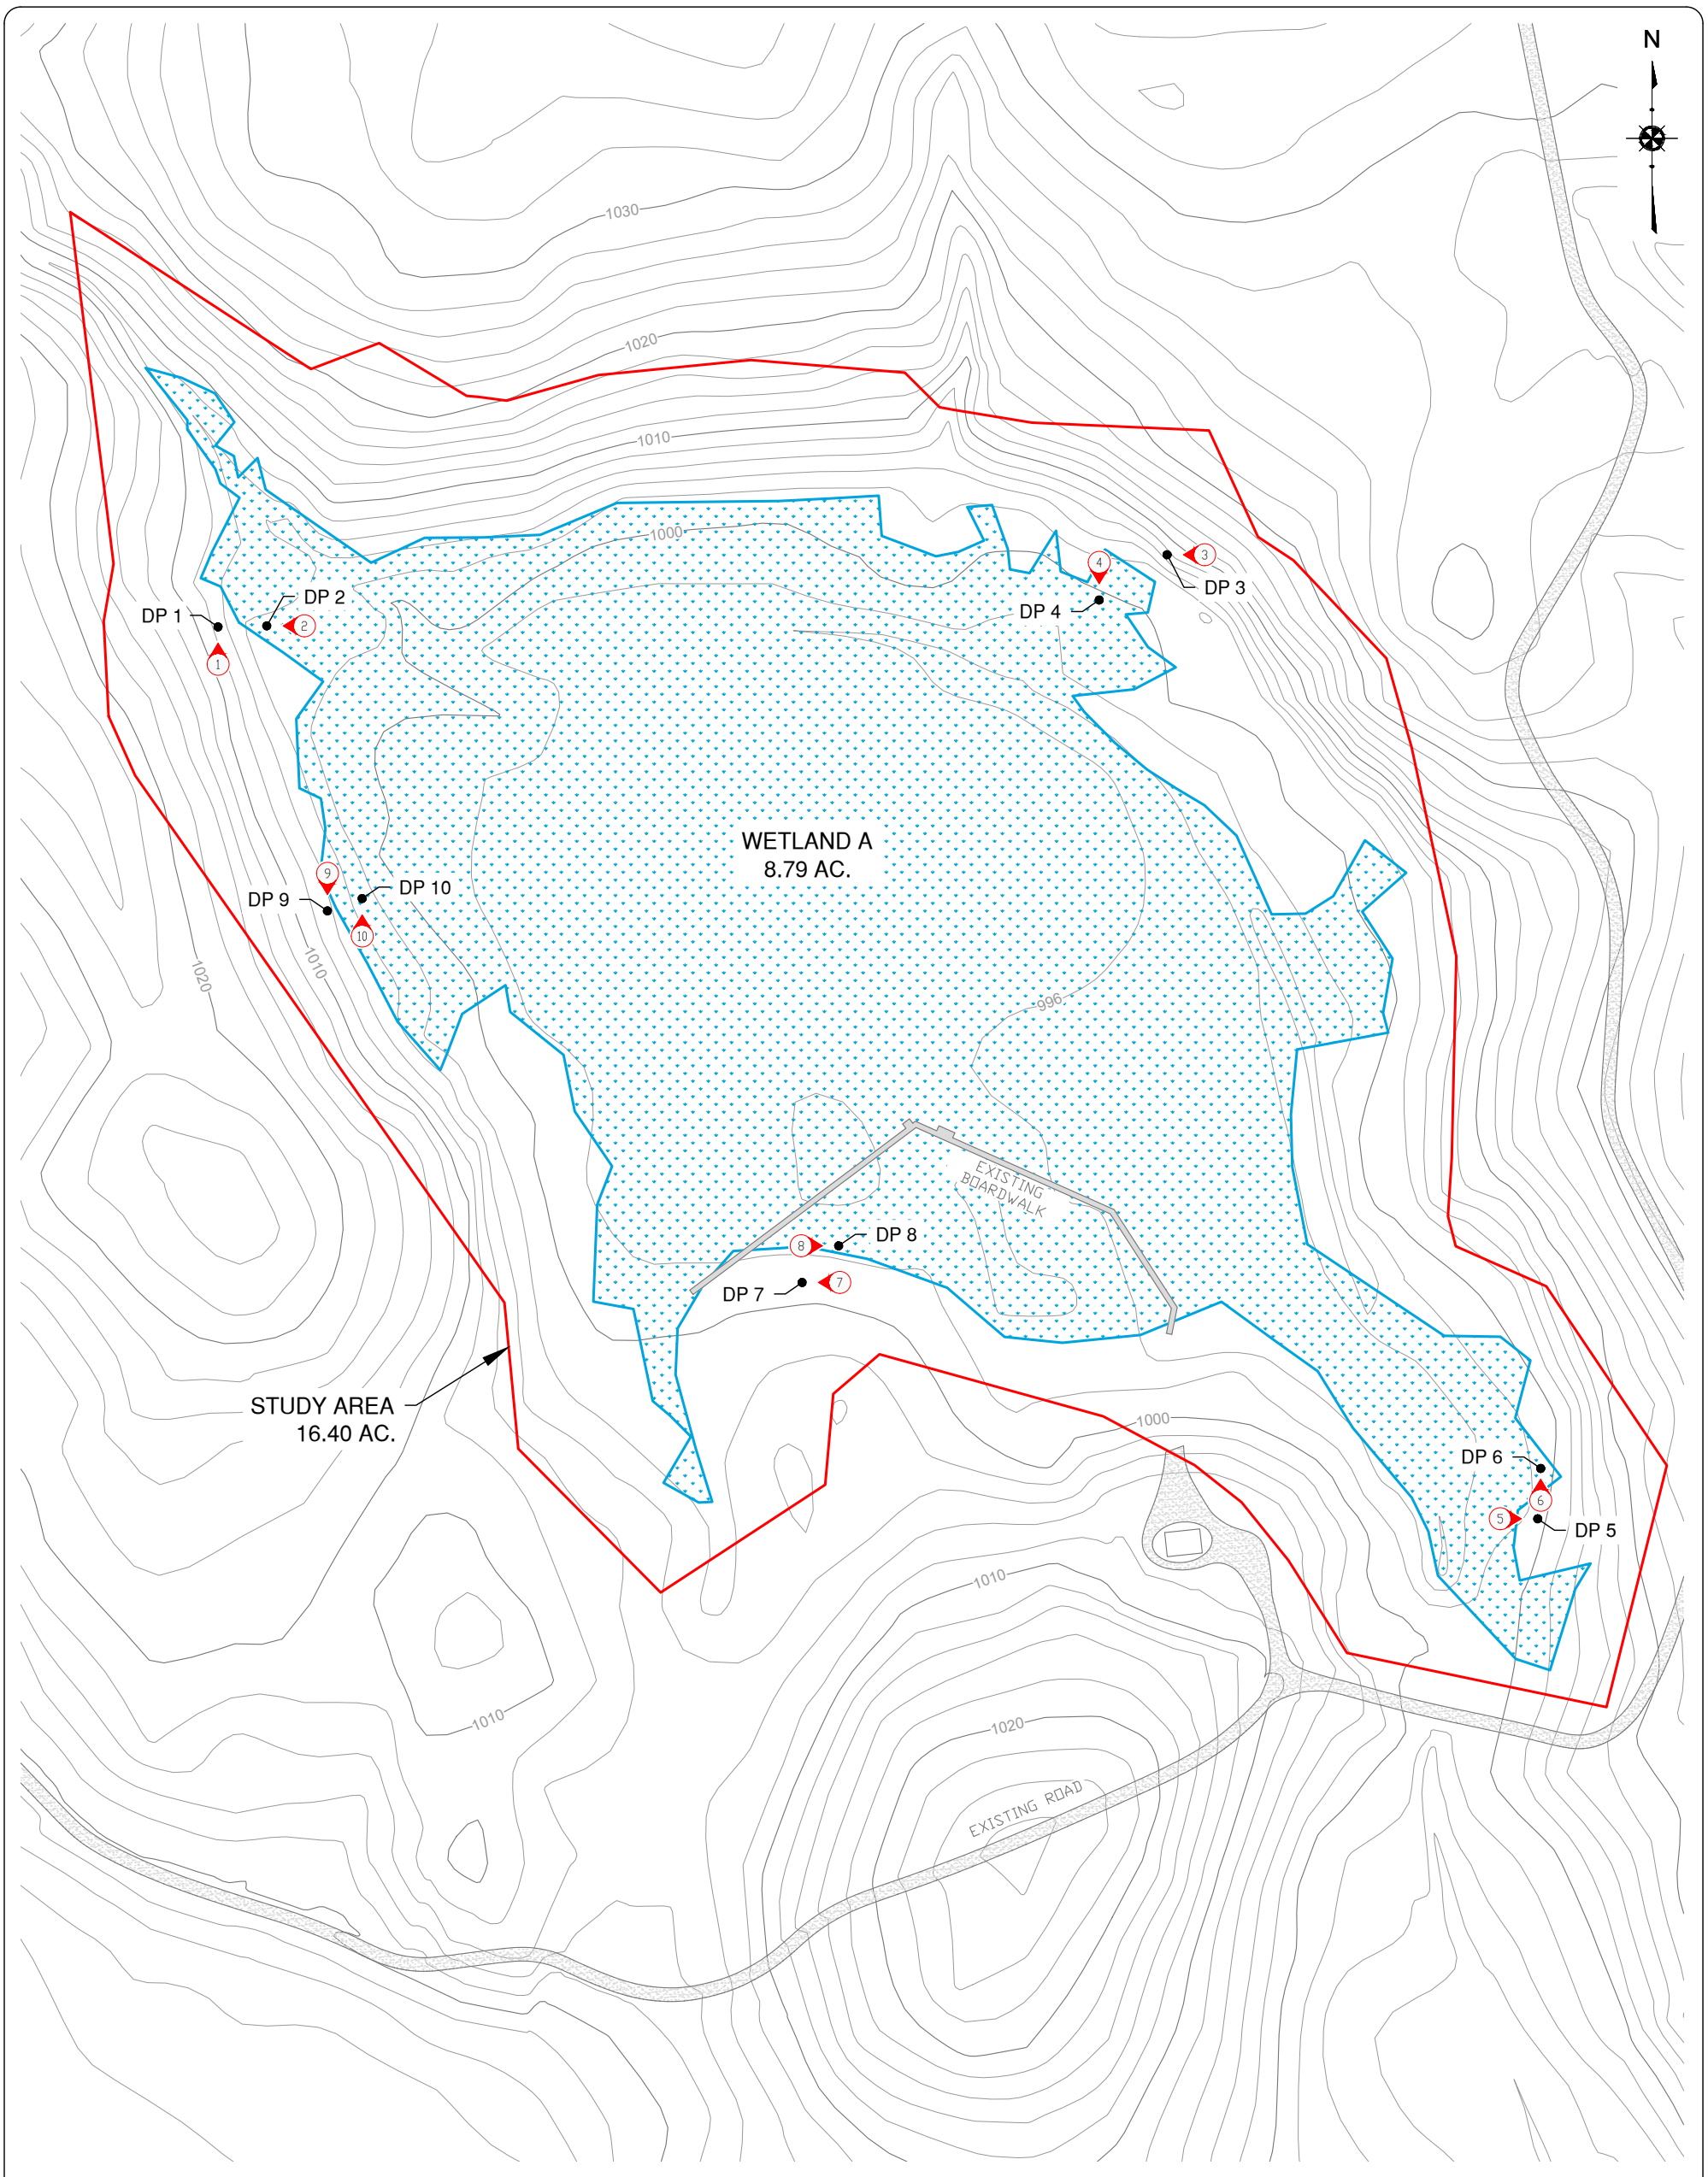 N
1030
1020
1010
1000
3
4
DP 3
DP 4
DP 2
DP 1
2
1
WETLAND A
8.79 AC.
9
DP 10
DP 9
10
1010
1020
996
EXISTING
BOARDWALK
DP 8
8
DP 7
7
STUDY AREA
16.40 AC.
1000
DP 6
6
5
DP 5
1010
1010
1020
EXISTING ROAD